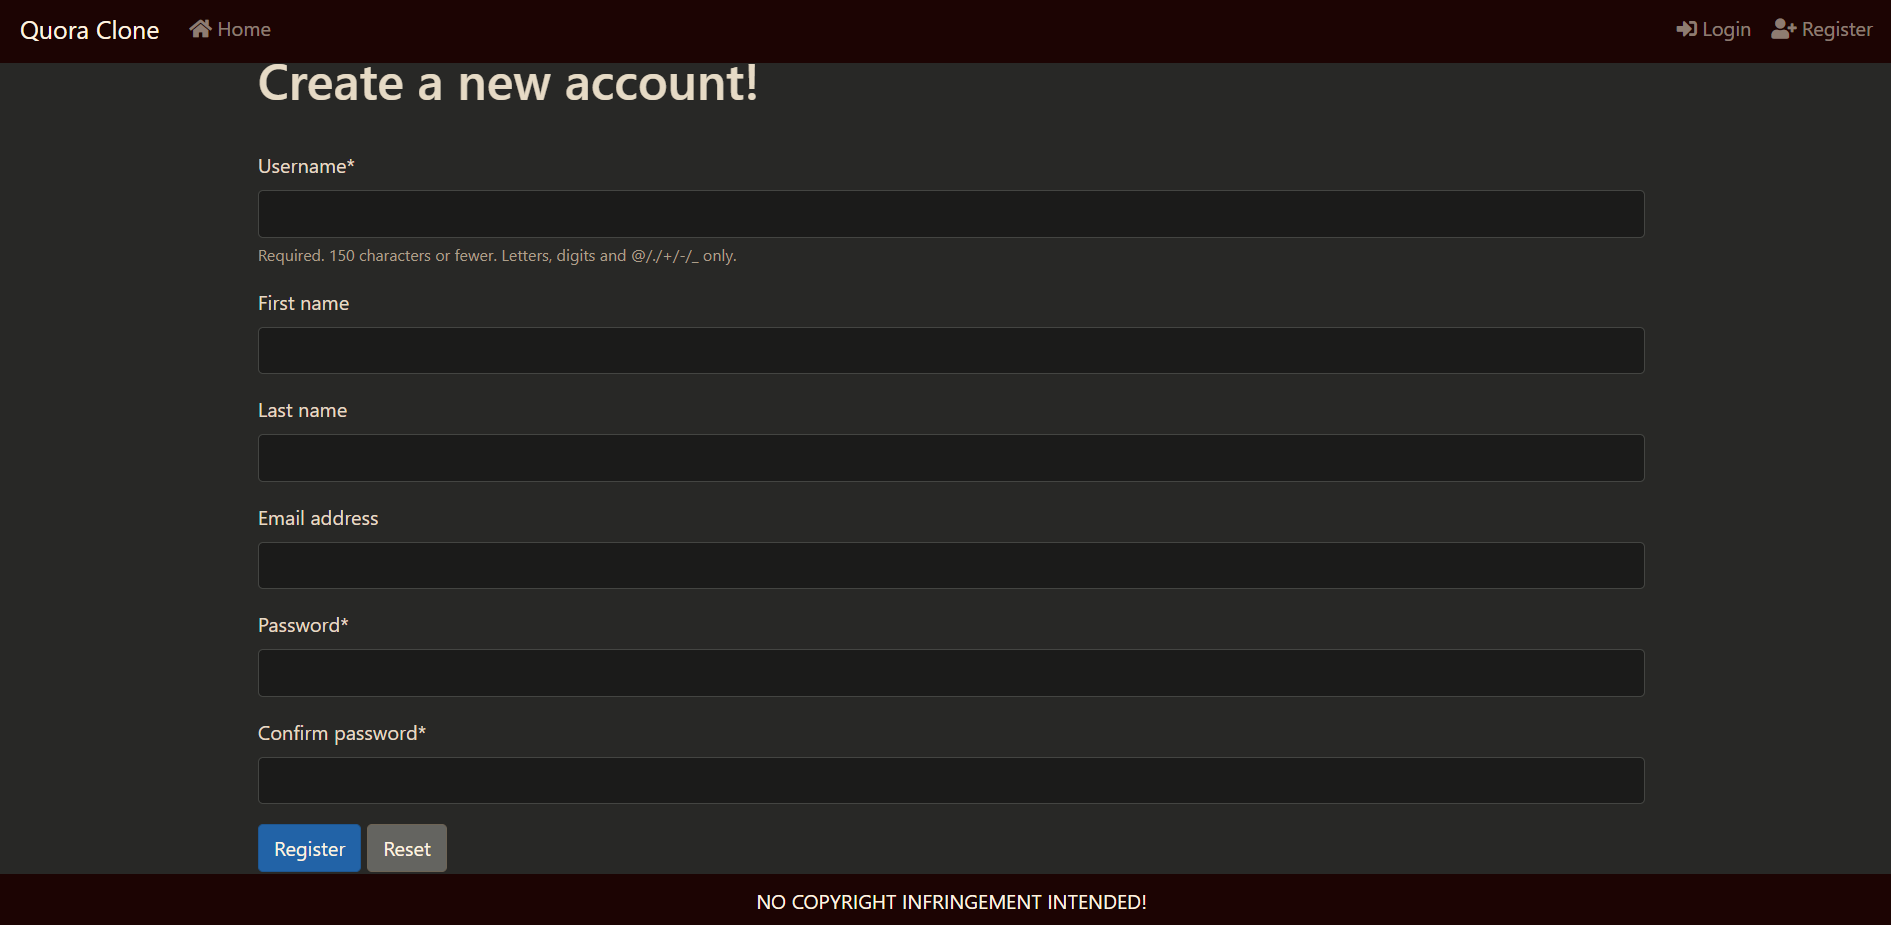 Quora Clone Home Login Register
Create a new account!
Username*
Required. 150 characters or fewer. Letters, digits and @/./+/-/_ only.
First name
Last name
Email address
Password*
Confirm password*
Register Reset
NO COPYRIGHT INFRINGEMENT INTENDED!